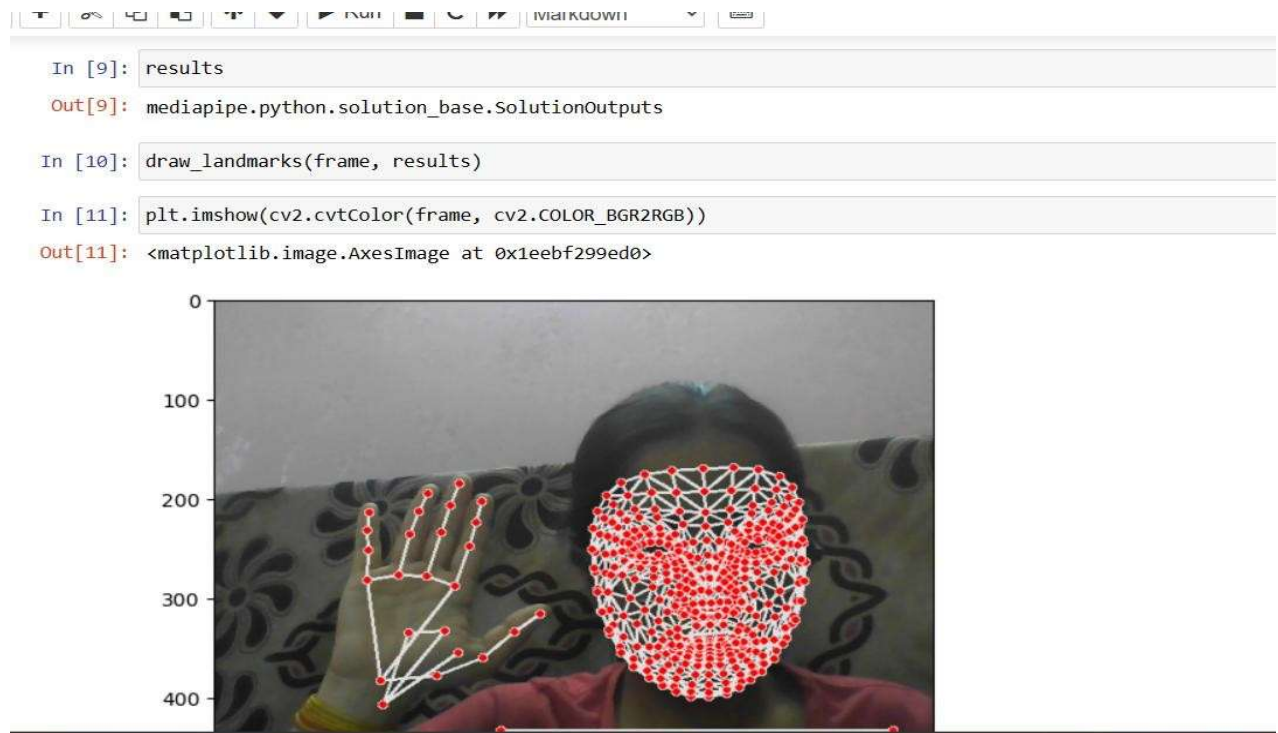 Run Markdown
In [9]: results
Out[9]: mediapipe.python.solution_base.SolutionOutputs
In [10]: draw_landmarks(frame, results)
In [11]: plt.imshow(cv2.cvtColor(frame, cv2.COLOR_BGR2RGB))
Out[11]: <matplotlib.image.AxesImage at 0x1eebf299ed0>
0
100
200
300
400